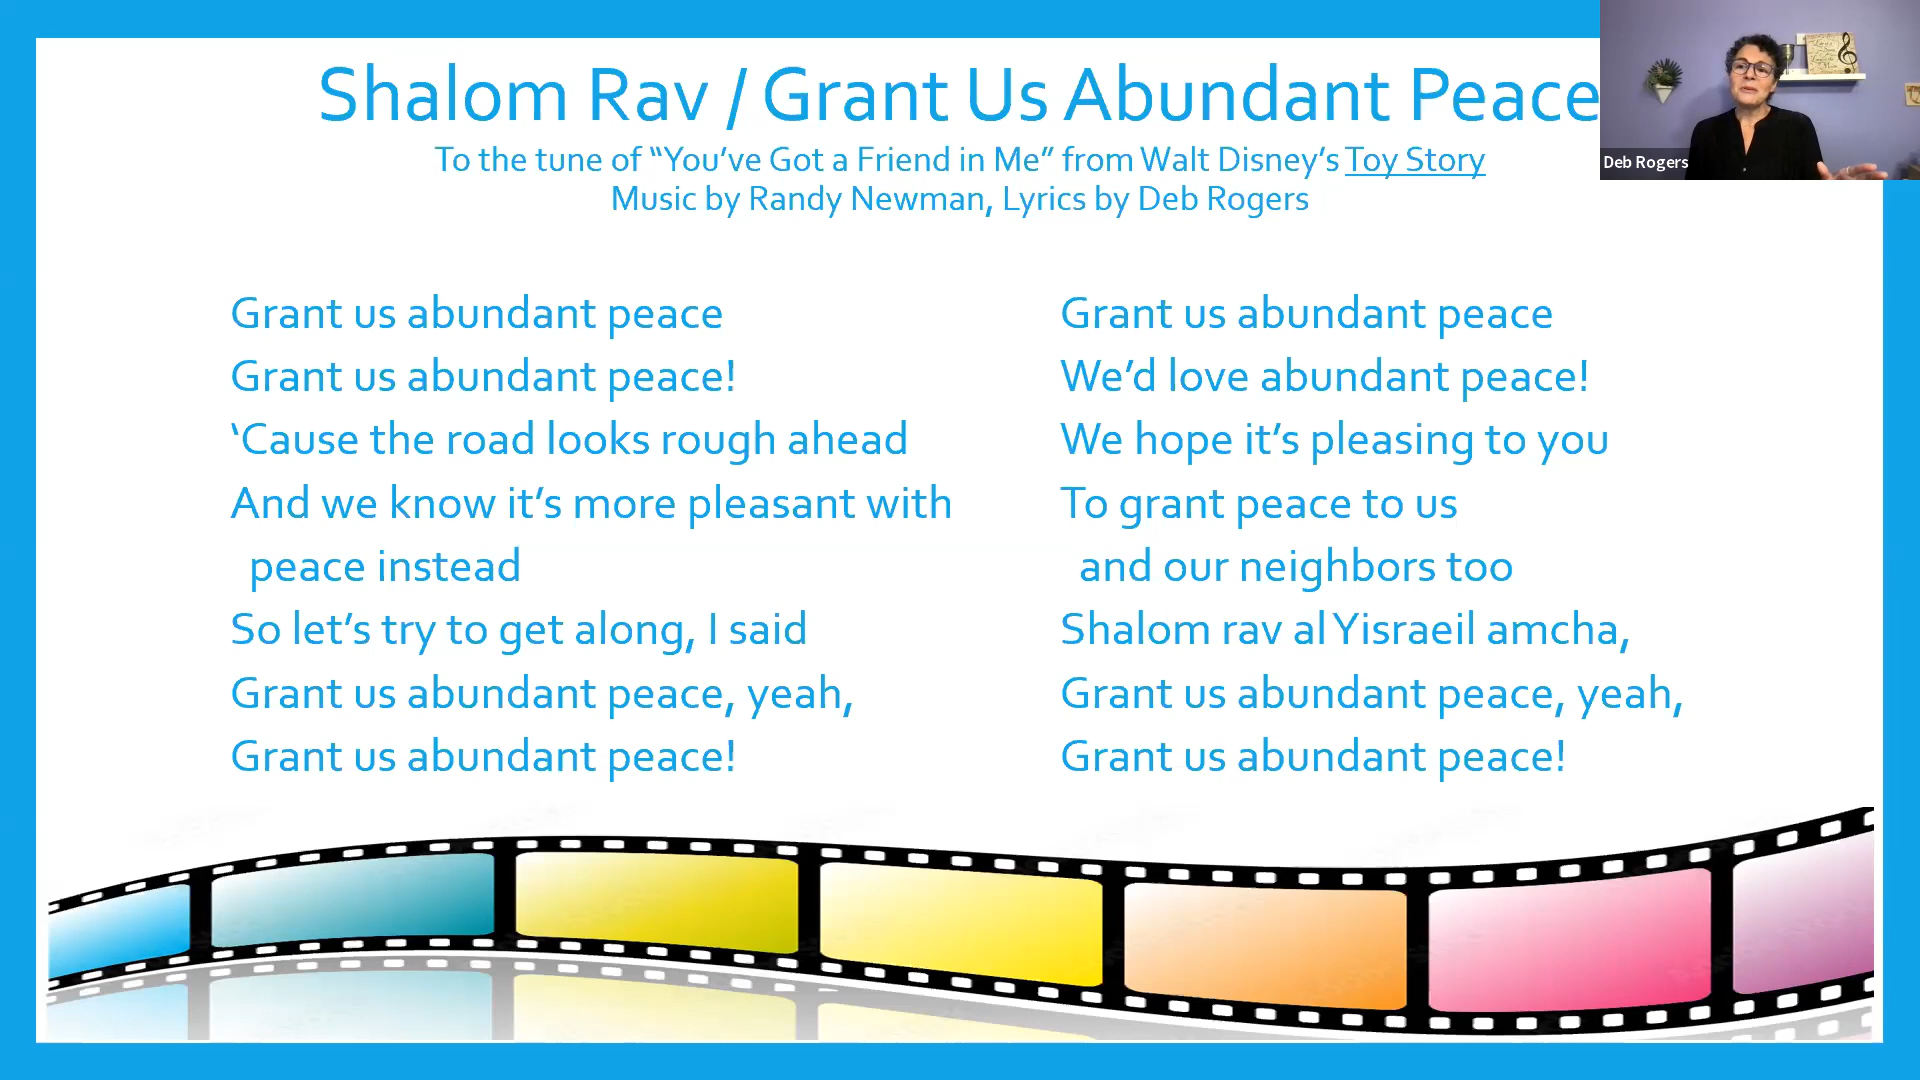 Shalom Rav / Grant Us Abundant Peace
To the tune of “You’ve Got a Friend in Me” from Walt Disney’s Toy Story
Music by Randy Newman, Lyrics by Deb Rogers
Deb Rogers
Grant us abundant peace
Grant us abundant peace!
‘Cause the road looks rough ahead
And we know it’s more pleasant with
peace instead
So let’s try to get along, I said
Grant us abundant peace, yeah,
Grant us abundant peace!
Grant us abundant peace
We’d love abundant peace!
We hope it’s pleasing to you
To grant peace to us
and our neighbors too
Shalom rav al Yisraeil amcha,
Grant us abundant peace, yeah,
Grant us abundant peace!